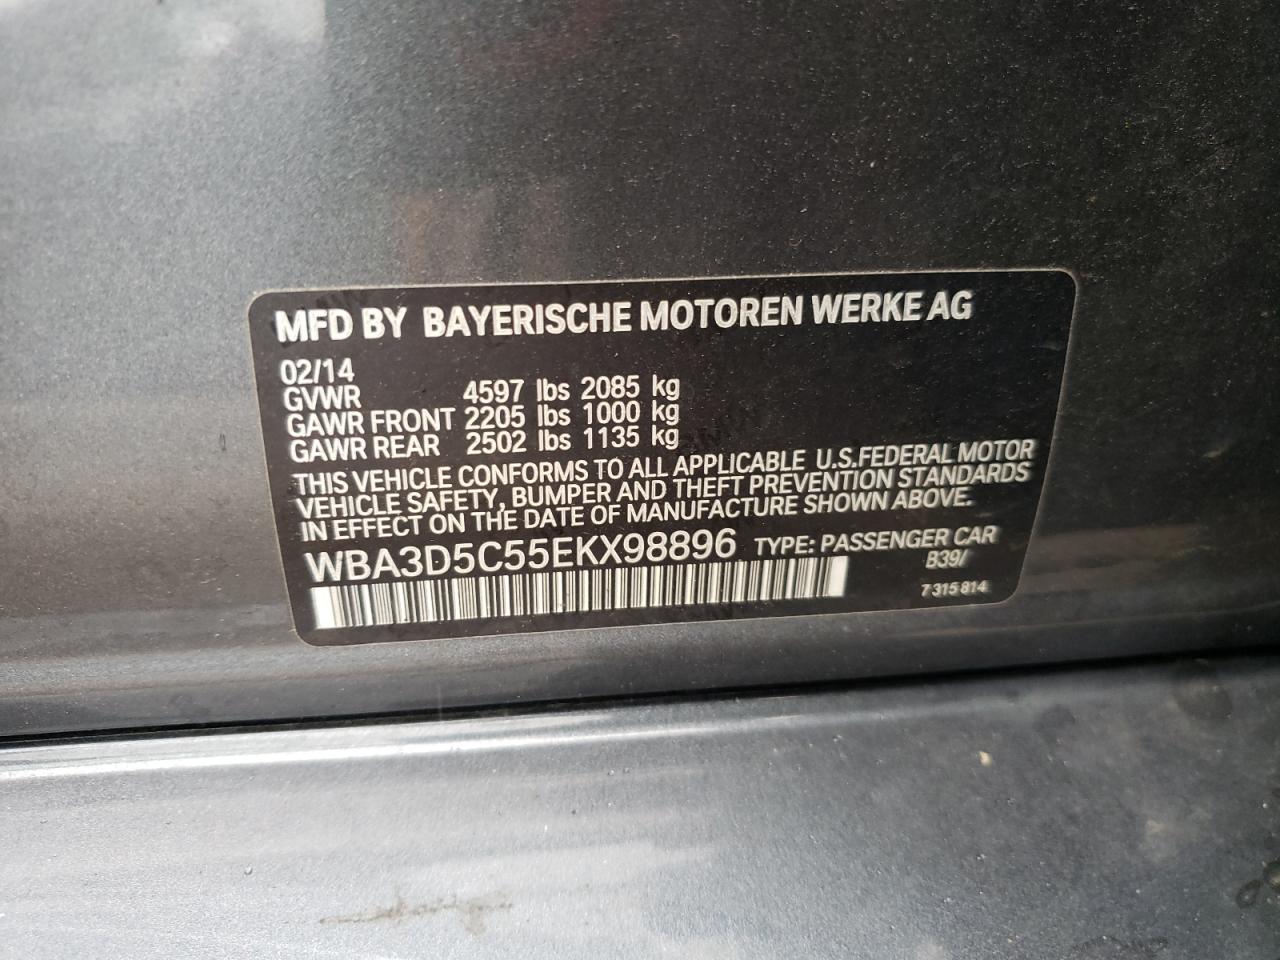 MFD BY BAYERISCHE MOTOREN WERKE AG
02/14
GVWR 4597 lbs 2085 kg
GAWR FRONT 2205 lbs 1000 kg
GAWR REAR 2502 lbs 1135 kg
THIS VEHICLE CONFORMS TO ALL APPLICABLE U.S.FEDERAL MOTOR
VEHICLE SAFETY, BUMPER AND THEFT PREVENTION STANDARDS
IN EFFECT ON THE DATE OF MANUFACTURE SHOWN ABOVE.
WBA3D5C55EKX98896 TYPE: PASSENGER CAR
B39/
7 315 814